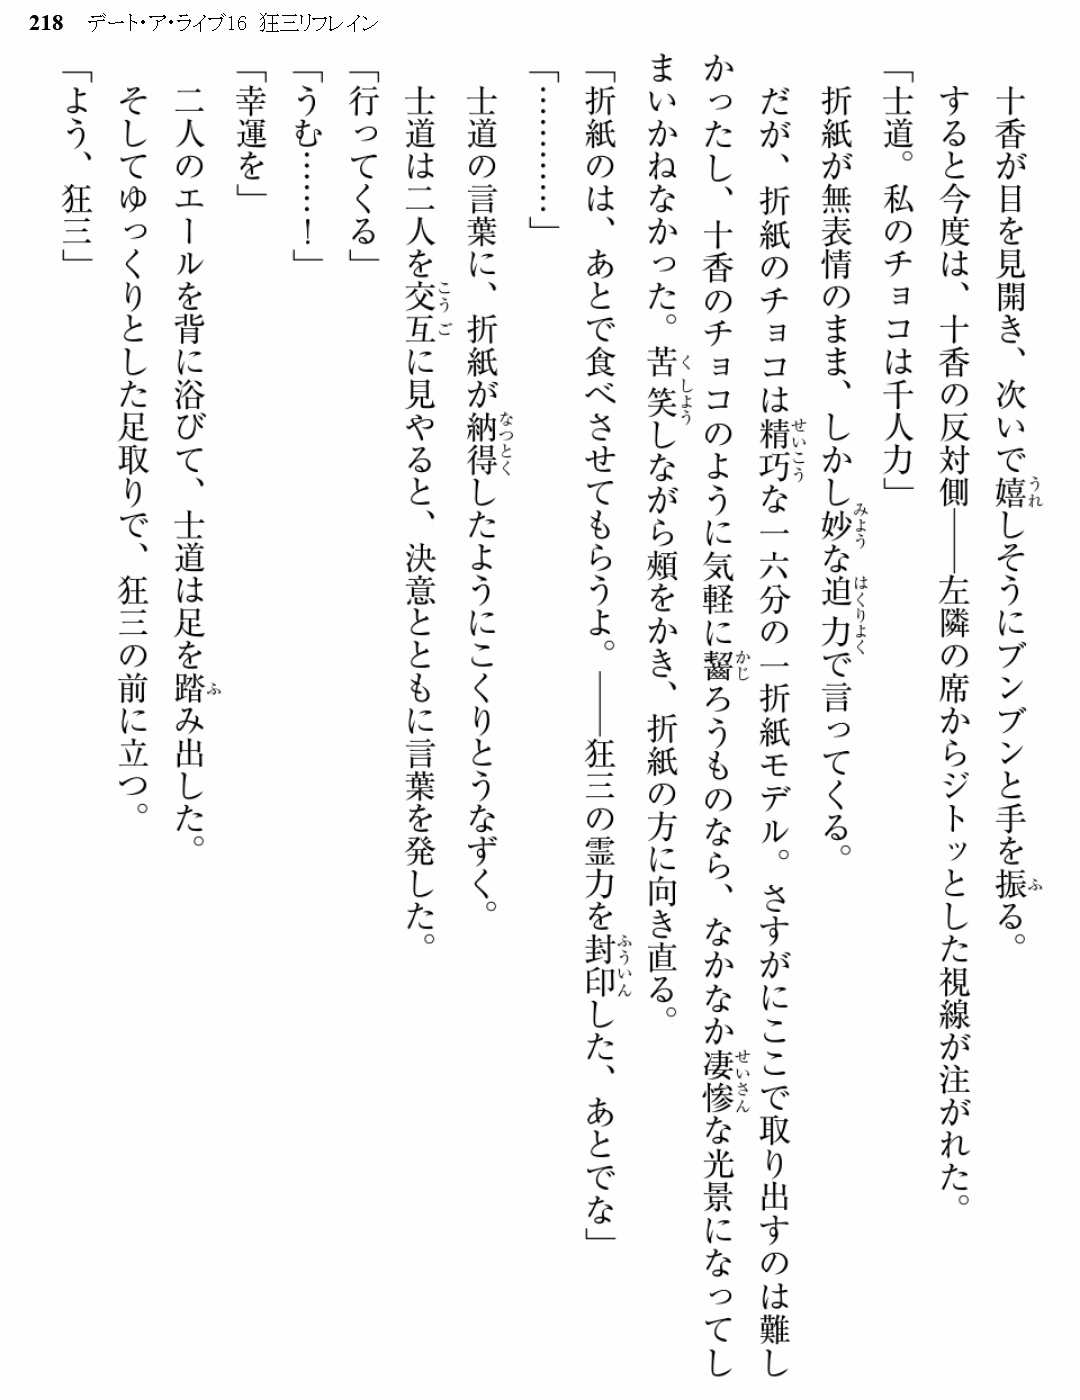 218 デート・ア・ライブ16 狂三リフレイン
十香が目を見開き、次いで嬉しそうにブンブンと手を振る。
すると今度は、十香の反対側――左隣の席からジトッとした視線が注がれた。
「士道。私のチョコは千人力」
折紙が無表情のまま、しかし妙な迫力で言ってくる。
だが、折紙のチョコは精巧な一六分の一折紙モデル。さすがにここで取り出すのは難し
かったし、十香のチョコのように気軽に齧ろうものなら、なかなか凄惨な光景になってし
まいかねなかった。苦笑しながら頰をかき、折紙の方に向き直る。
「折紙のは、あとで食べさせてもらうよ。――狂三の霊力を封印した、あとでな」
「…………」
士道の言葉に、折紙が納得したようにこくりとうなずく。
士道は二人を交互に見やると、決意とともに言葉を発した。
「行ってくる」
「うむ……！」
「幸運を」
二人のエールを背に浴びて、士道は足を踏み出した。
そしてゆっくりとした足取りで、狂三の前に立つ。
「よう、狂三」